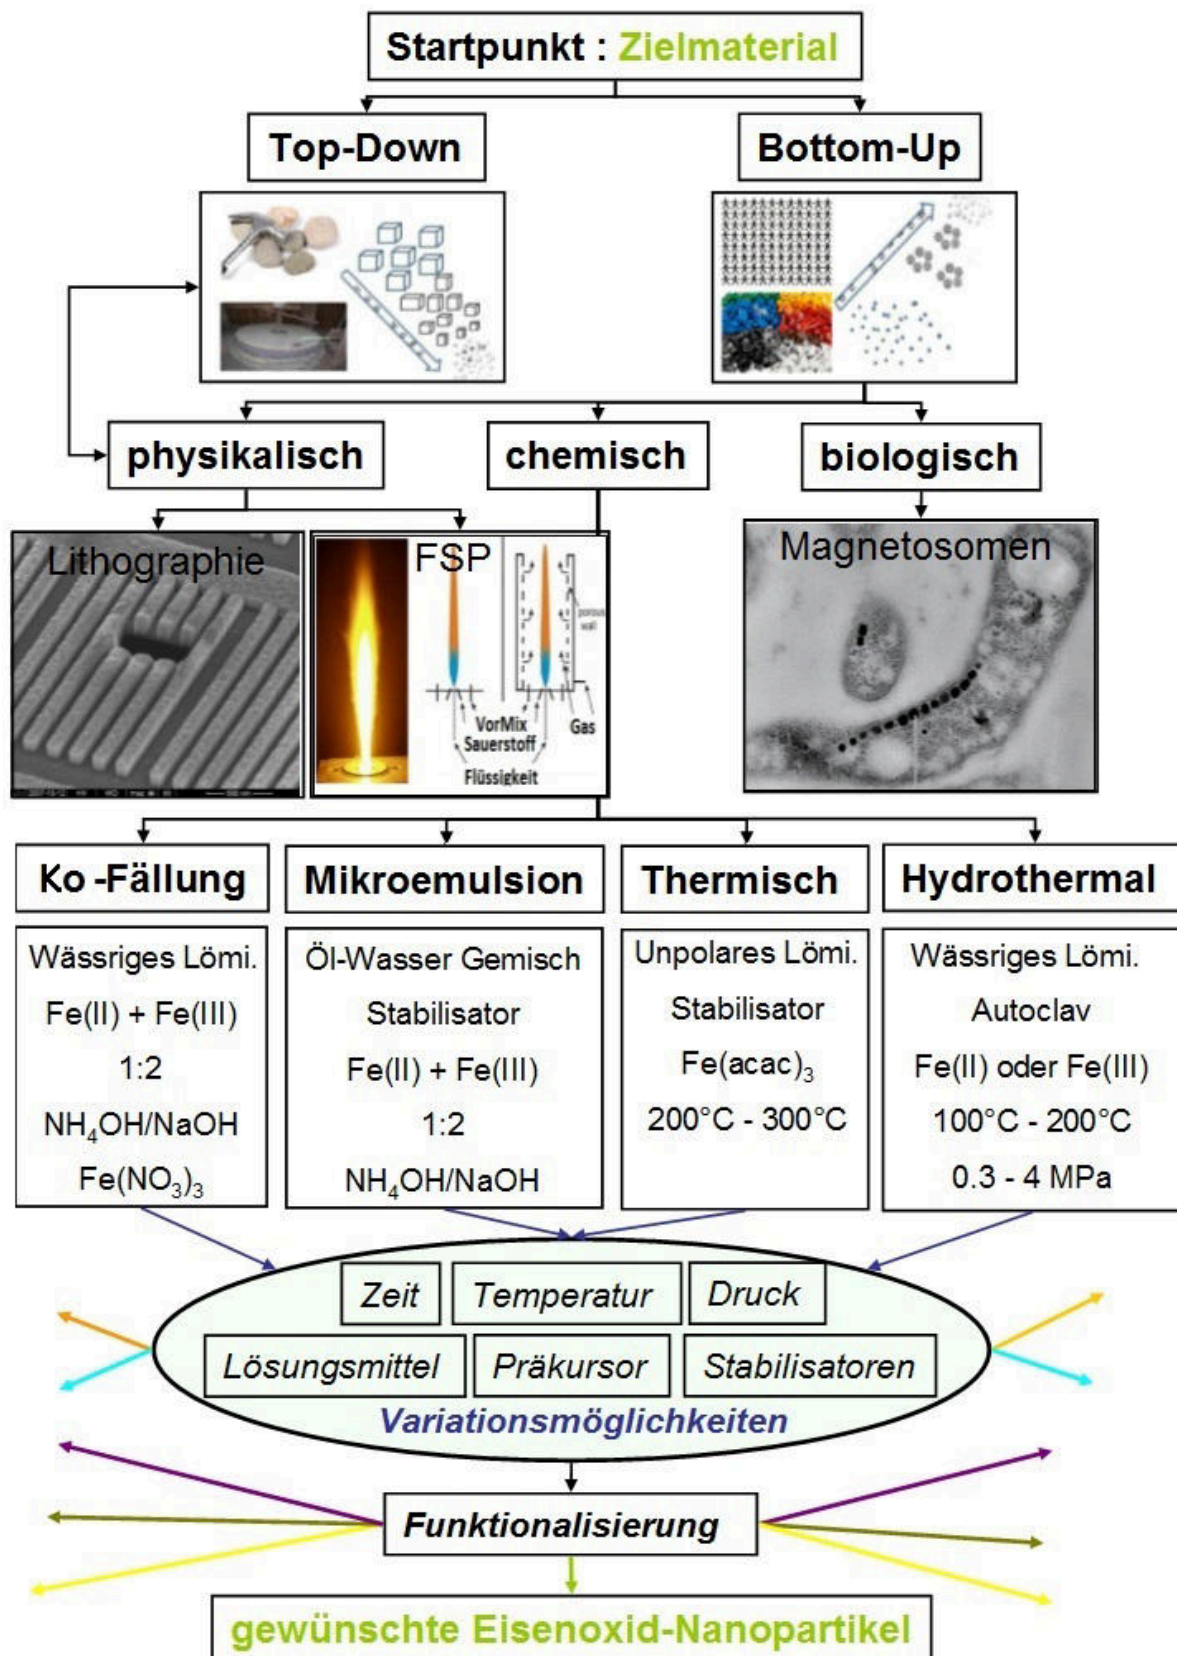 Startpunkt : Zielmaterial
Top-Down
Bottom-Up
physikalisch
chemisch
biologisch
Lithographie
FSP
porous
wall
VorMix
Sauerstoff
Gas
Flüssigkeit
Magnetosomen
Ko -Fällung
Mikroemulsion
Thermisch
Hydrothermal
Wässriges Lömi.
Fe(II) + Fe(III)
1:2
NH₄OH/NaOH
Fe(NO₃)₃
Öl-Wasser Gemisch
Stabilisator
Fe(II) + Fe(III)
1:2
NH₄OH/NaOH
Unpolares Lömi.
Stabilisator
Fe(acac)₃
200°C - 300°C
Wässriges Lömi.
Autoclav
Fe(II) oder Fe(III)
100°C - 200°C
0.3 - 4 MPa
Zeit
Temperatur
Druck
Lösungsmittel
Präkursor
Stabilisatoren
Variationsmöglichkeiten
Funktionalisierung
gewünschte Eisenoxid-Nanopartikel